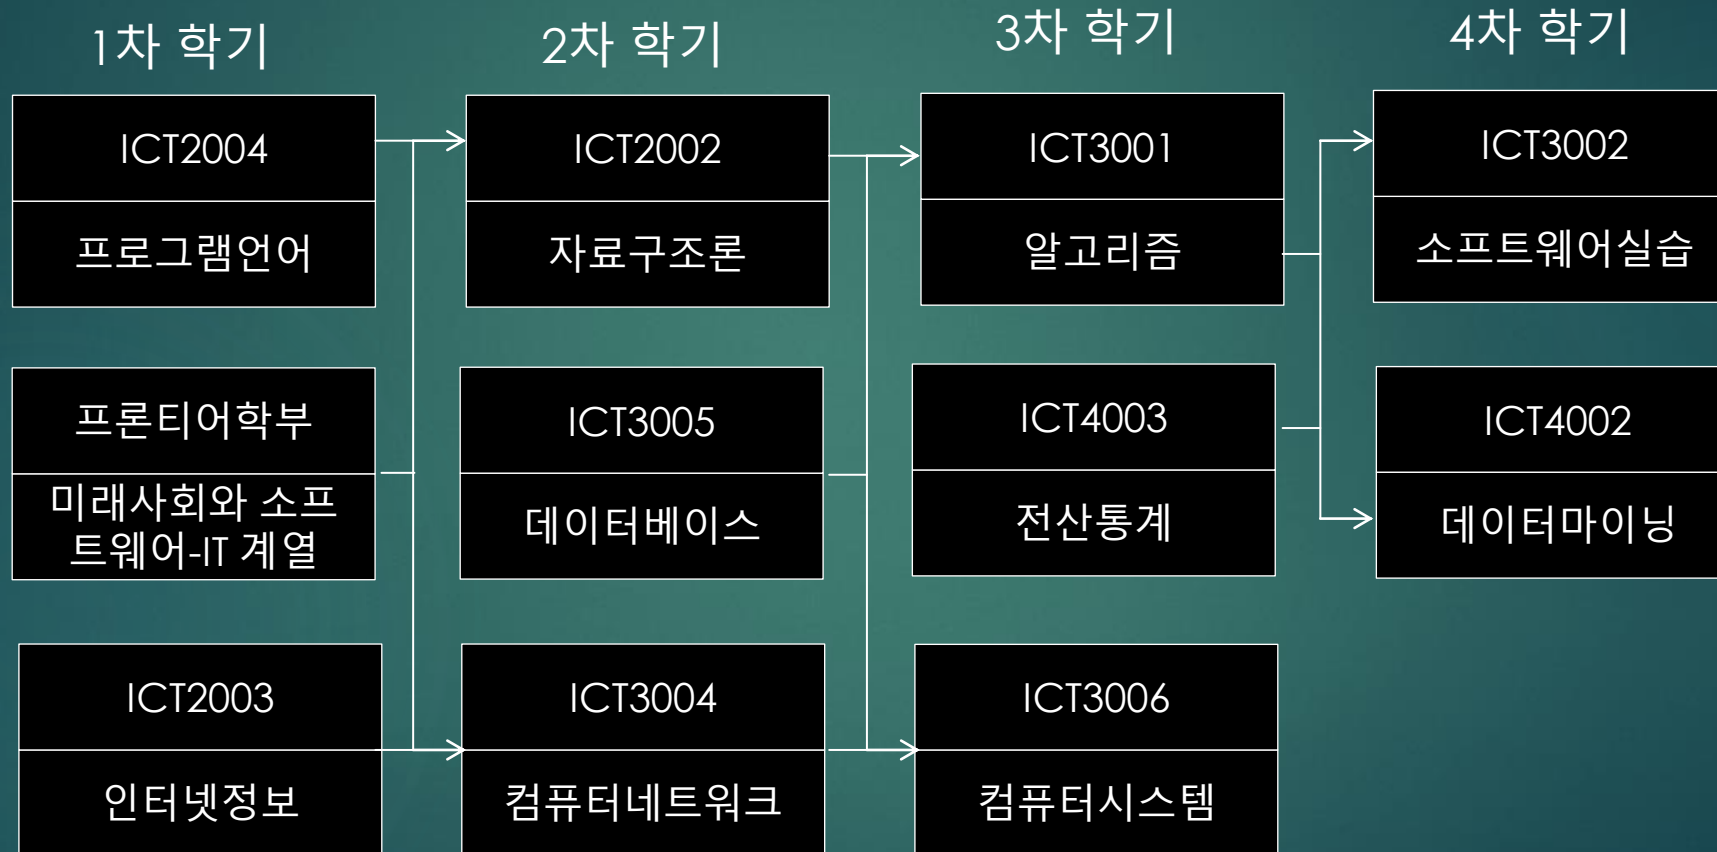 1차 학기
2차 학기
3차 학기
4차 학기
ICT2004
프로그램언어
ICT2002
자료구조론
ICT3001
알고리즘
ICT3002
소프트웨어실습
프론티어학부
미래사회와 소프
트웨어-IT 계열
ICT3005
데이터베이스
ICT4003
전산통계
ICT4002
데이터마이닝
ICT2003
인터넷정보
ICT3004
컴퓨터네트워크
ICT3006
컴퓨터시스템